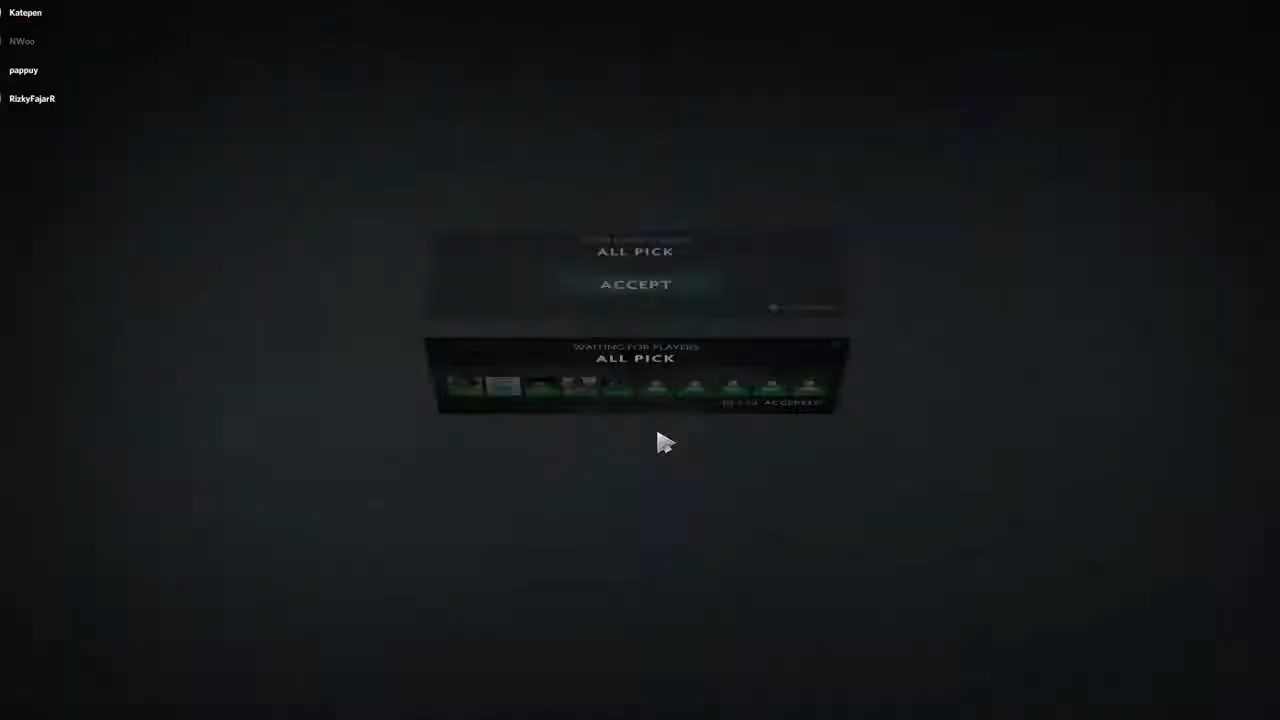 Katepen
NWoo
pappuy
RizkyFajarR
ALL PICK
ACCEPT
WAITING FOR PLAYERS
ALL PICK
ACCEPTED